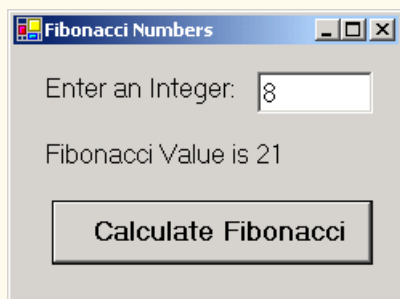 Fibonacci Numbers
Enter an Integer: 8
Fibonacci Value is 21
Calculate Fibonacci